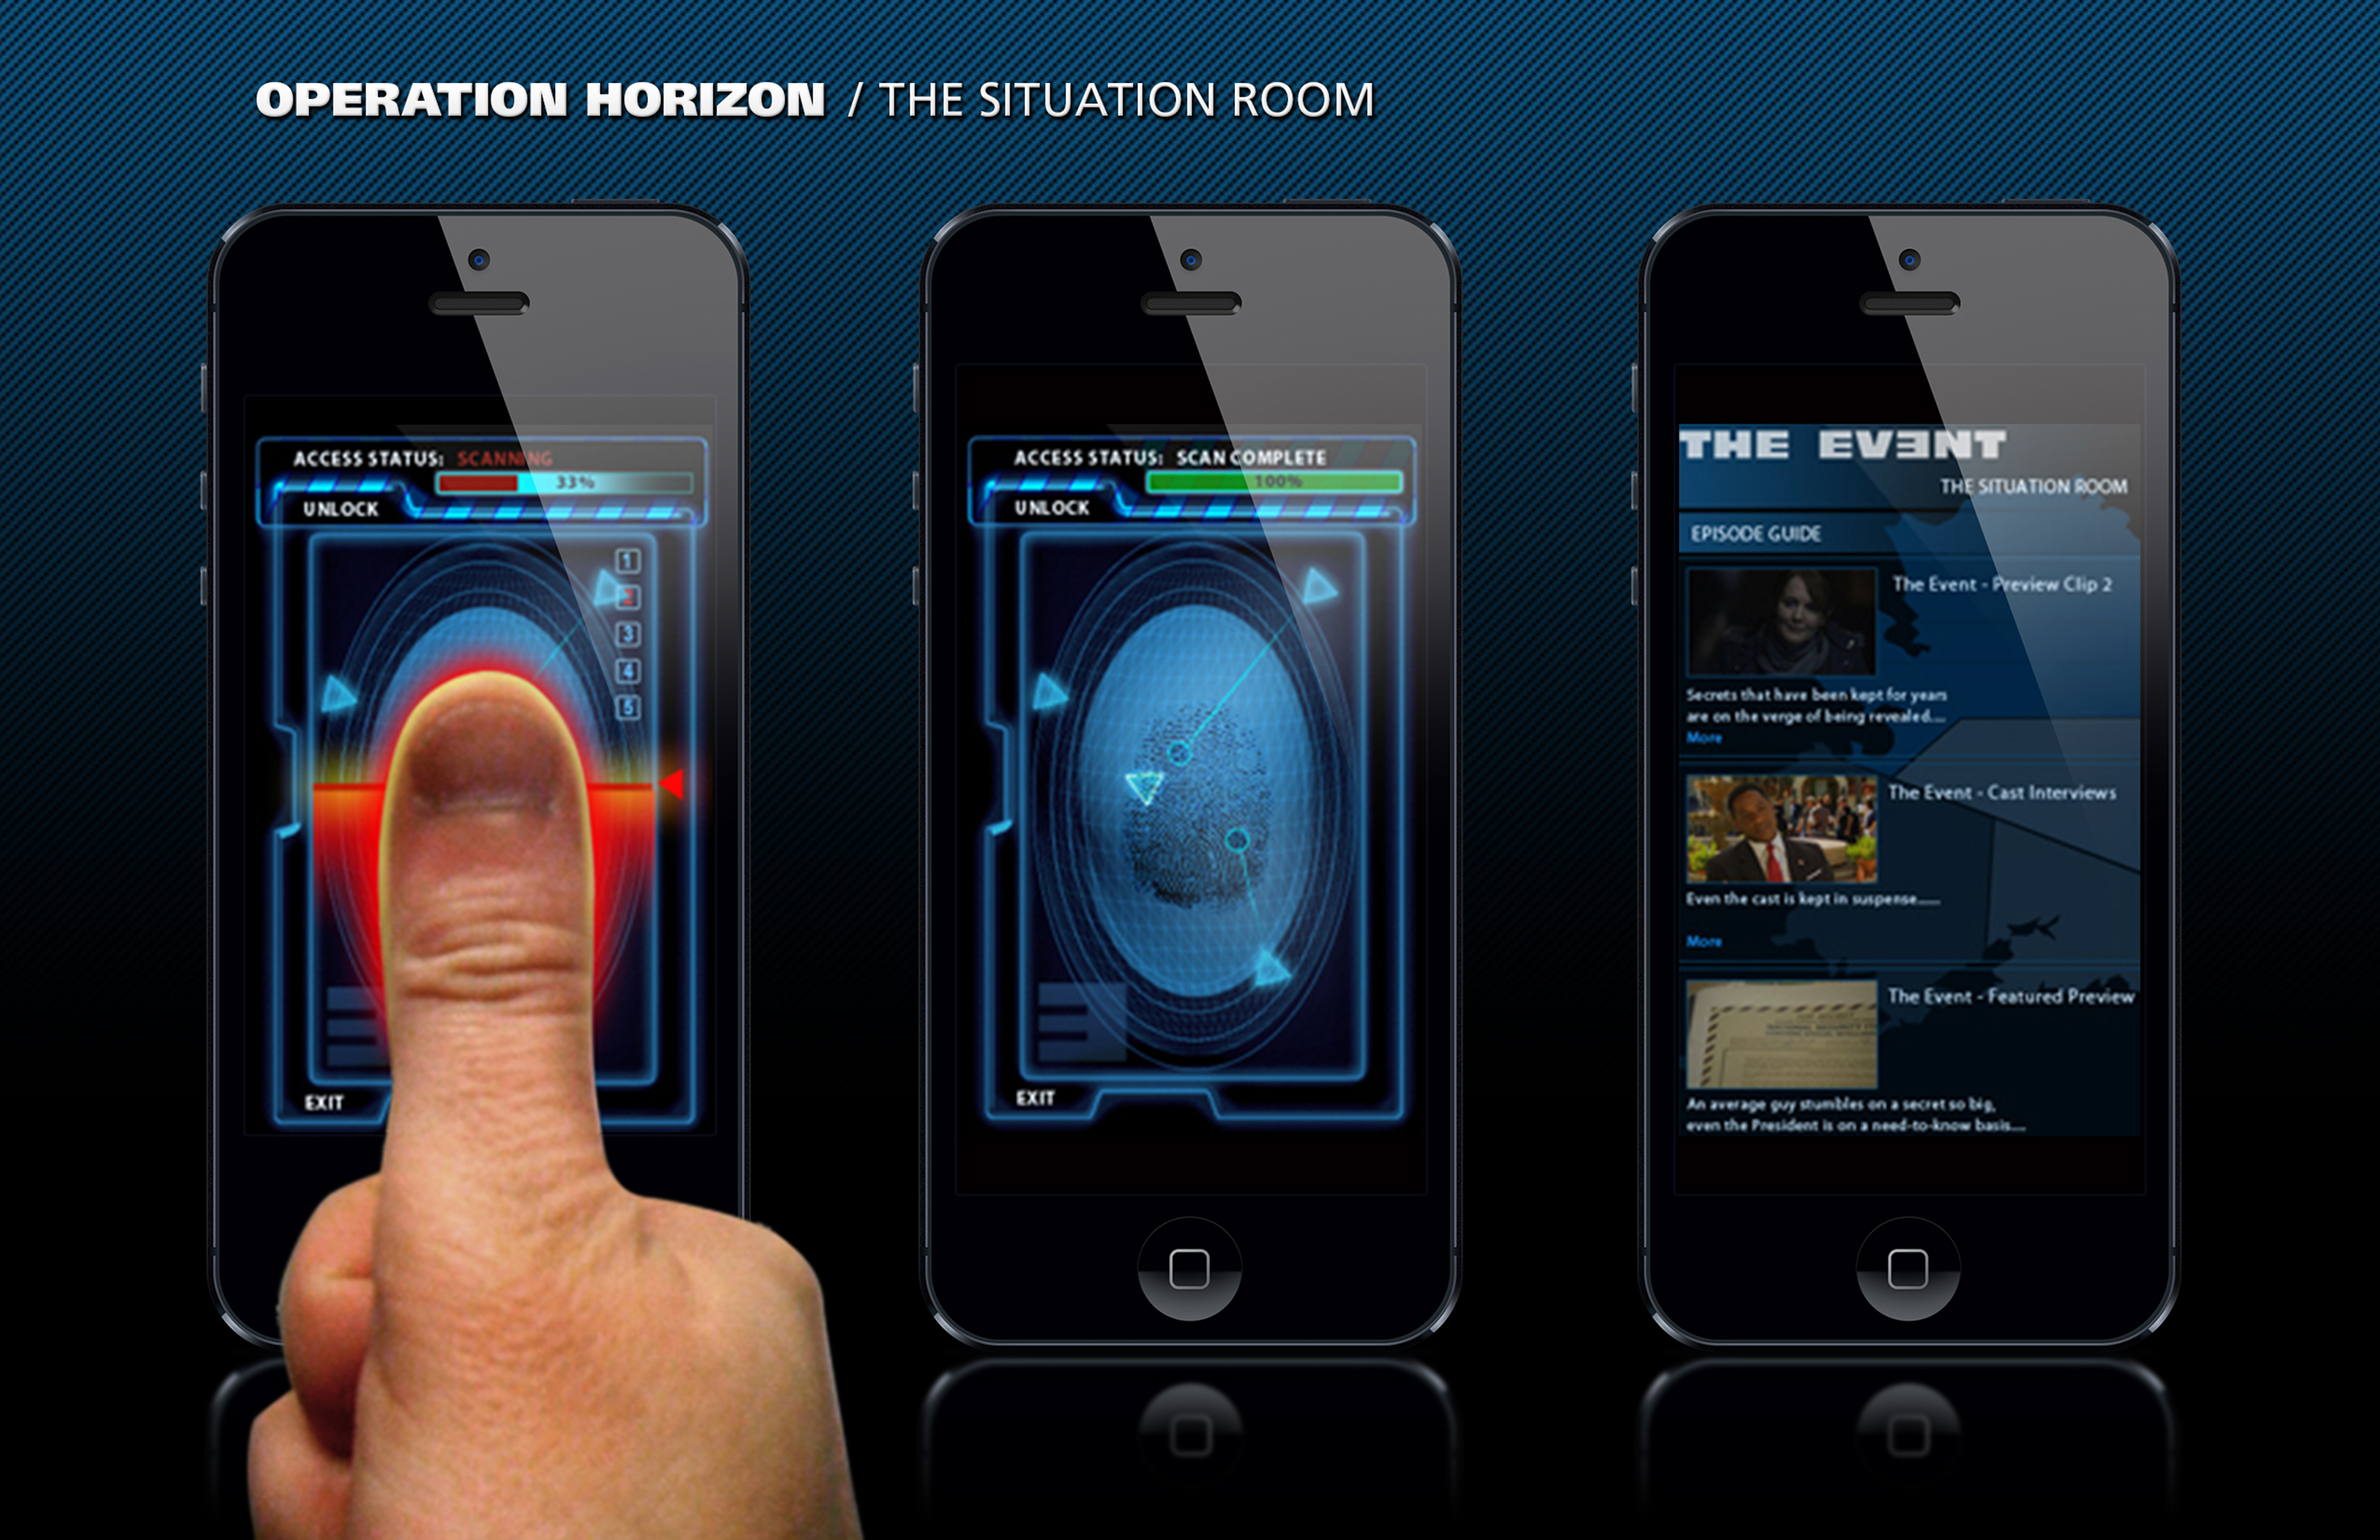 OPERATION HORIZON / THE SITUATION ROOM
ACCESS STATUS: SCANNING
33%
UNLOCK
1
2
3
4
5
EXIT
ACCESS STATUS: SCAN COMPLETE
100%
UNLOCK
EXIT
THE EVƎNT
THE SITUATION ROOM
EPISODE GUIDE
The Event - Preview Clip 2
Secrets that have been kept for years
are on the verge of being revealed....
More
The Event - Cast Interviews
Even the cast is kept in suspense......
More
The Event - Featured Preview
An average guy stumbles on a secret so big,
even the President is on a need-to-know basis....